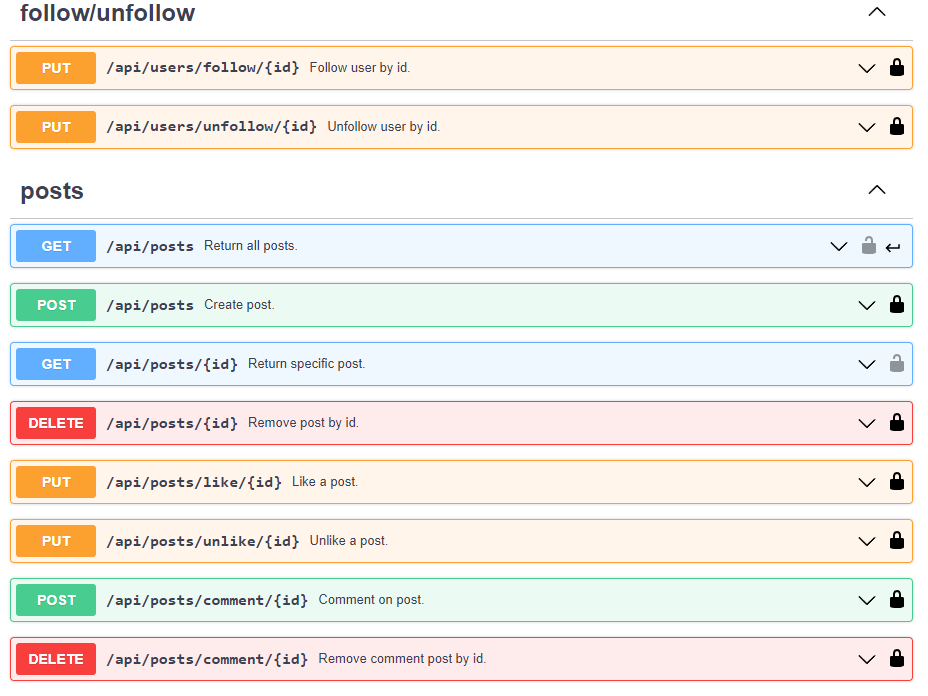 follow/unfollow
PUT /api/users/follow/{id} Follow user by id.
PUT /api/users/unfollow/{id} Unfollow user by id.
posts
GET /api/posts Return all posts.
POST /api/posts Create post.
GET /api/posts/{id} Return specific post.
DELETE /api/posts/{id} Remove post by id.
PUT /api/posts/like/{id} Like a post.
PUT /api/posts/unlike/{id} Unlike a post.
POST /api/posts/comment/{id} Comment on post.
DELETE /api/posts/comment/{id} Remove comment post by id.